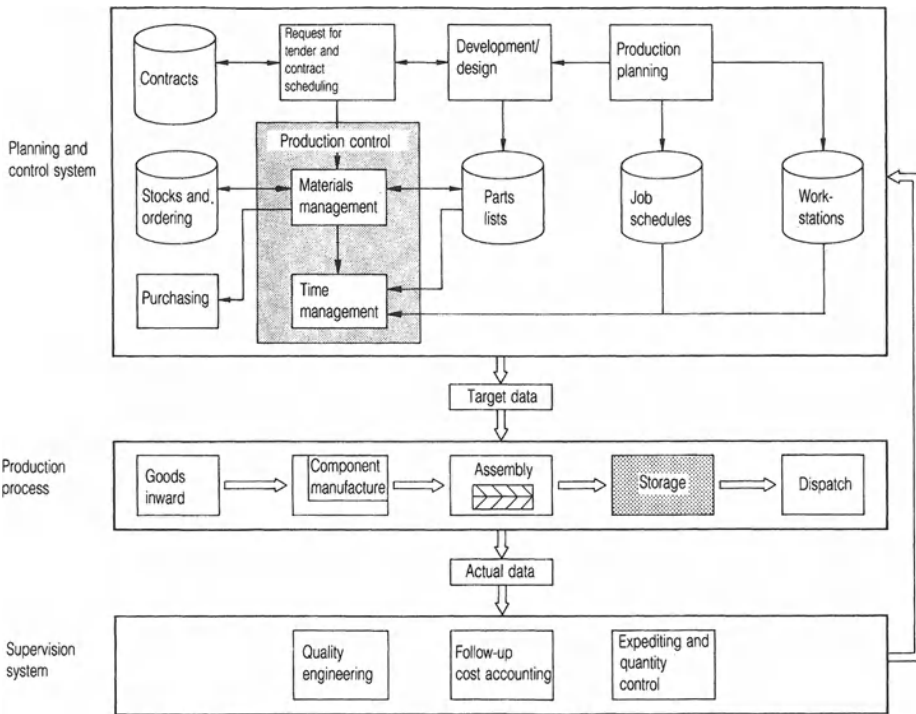 Request for
tender and
contract
scheduling
Development/
design
Production
planning
Contracts
Planning and
control system
Production control
Stocks and
ordering
Materials
management
Parts
lists
Job
schedules
Work-
stations
Purchasing
Time
management
Target data
Production
process
Goods
inward
Component
manufacture
Assembly
Storage
Dispatch
Actual data
Supervision
system
Quality
engineering
Follow-up
cost accounting
Expediting and
quantity
control